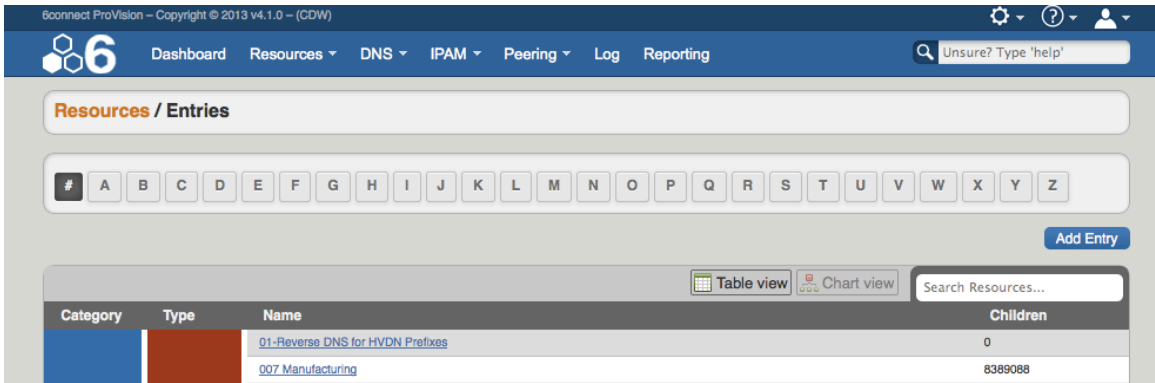 6connect ProVision – Copyright © 2013 v4.1.0 – (CDW)
6 Dashboard Resources DNS IPAM Peering Log Reporting Unsure? Type 'help'
Resources / Entries
# A B C D E F G H I J K L M N O P Q R S T U V W X Y Z
Add Entry
Table view Chart view Search Resources...
Category Type Name Children
01-Reverse DNS for HVDN Prefixes 0
007 Manufacturing 8389088